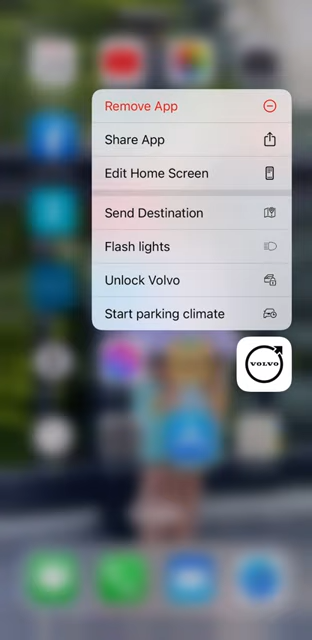 Remove App
Share App
Edit Home Screen
Send Destination
Flash lights
Unlock Volvo
Start parking climate
VOLVO